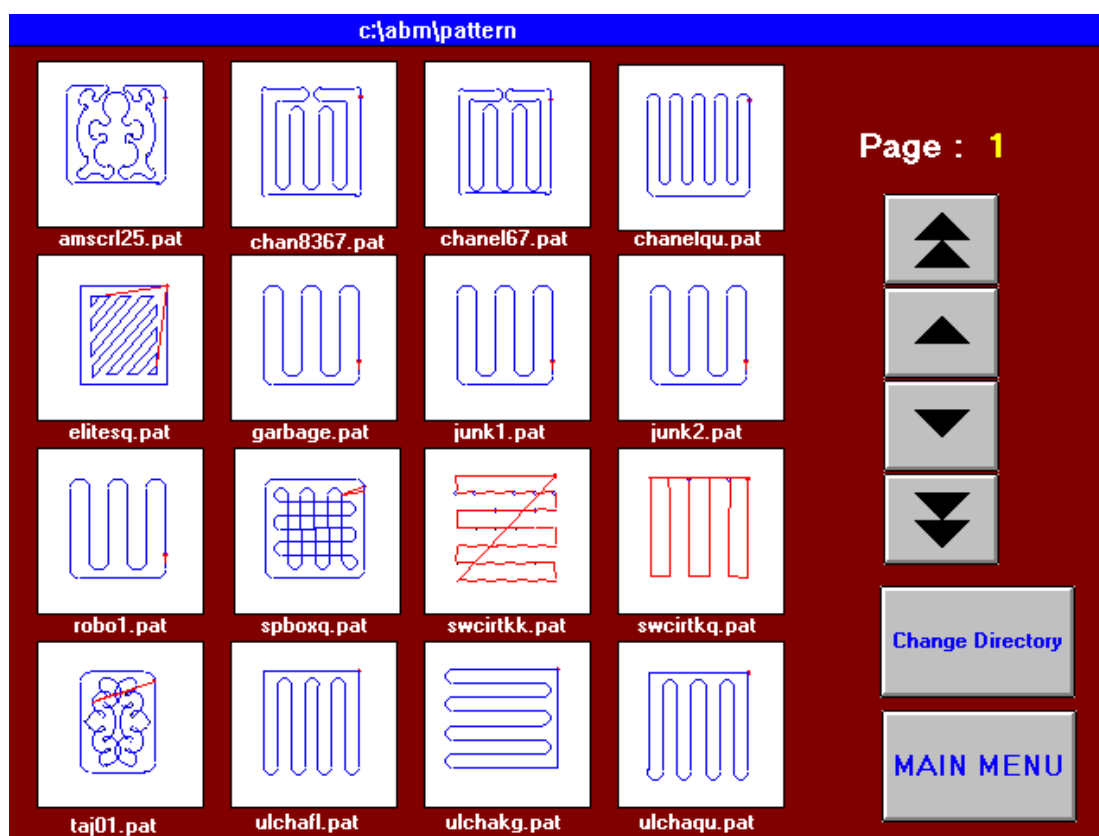 c:\abm\pattern
Page : 1
amscrl25.pat
chan8367.pat
chanel67.pat
chanelqu.pat
elitesq.pat
garbage.pat
junk1.pat
junk2.pat
robo1.pat
spboxq.pat
swcirtkk.pat
swcirtkq.pat
Change Directory
taj01.pat
ulchafl.pat
ulchakg.pat
ulchaqu.pat
MAIN MENU